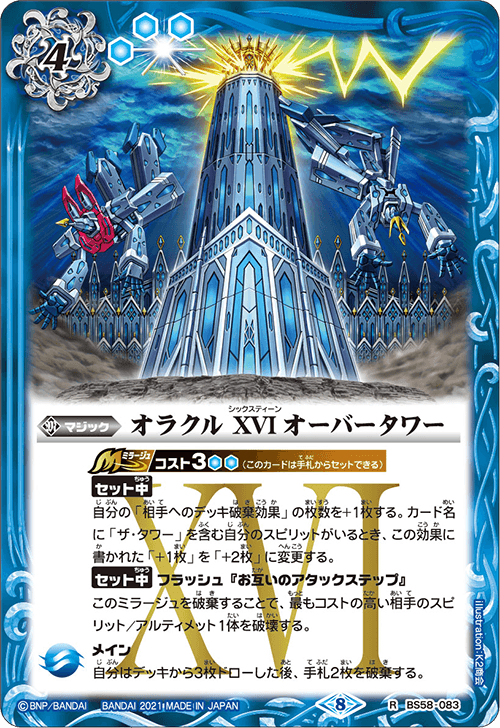 4
シックスティーン
マジック オラクル XVI オーバータワー
ミラージュ コスト3 (このカードは手札からセットできる)
セット中
自分の「相手へのデッキ破棄効果」の枚数を+1枚する。カード名
に「ザ・タワー」を含む自分のスピリットがいるとき、この効果に
書かれた「+1枚」を「+2枚」に変更する。
セット中 フラッシュ『お互いのアタックステップ』
このミラージュを破棄することで、最もコストの高い相手のスピ
リット/アルティメット1体を破壊する。
メイン
自分はデッキから3枚ドローした後、手札2枚を破棄する。
XVI
illustration:K2商会
©BNP/BANDAI BANDAI 2021 MADE IN JAPAN 8 R BS58-083